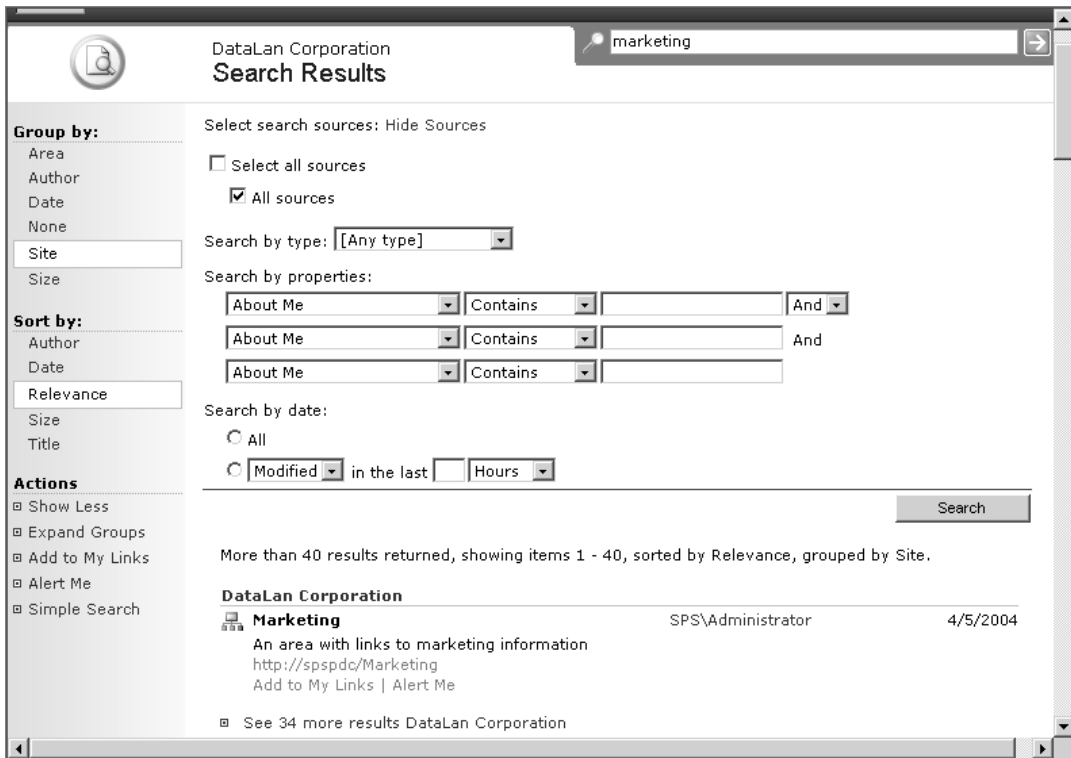 DataLan Corporation
Search Results
marketing
Group by:
Area
Author
Date
None
Site
Size
Sort by:
Author
Date
Relevance
Size
Title
Actions
Show Less
Expand Groups
Add to My Links
Alert Me
Simple Search
Select search sources: Hide Sources
Select all sources
All sources
Search by type: [Any type]
Search by properties:
About Me Contains And
About Me Contains And
About Me Contains
Search by date:
All
Modified in the last Hours
Search
More than 40 results returned, showing items 1 - 40, sorted by Relevance, grouped by Site.
DataLan Corporation
Marketing SPS\Administrator 4/5/2004
An area with links to marketing information
http://spspdc/Marketing
Add to My Links | Alert Me
See 34 more results DataLan Corporation